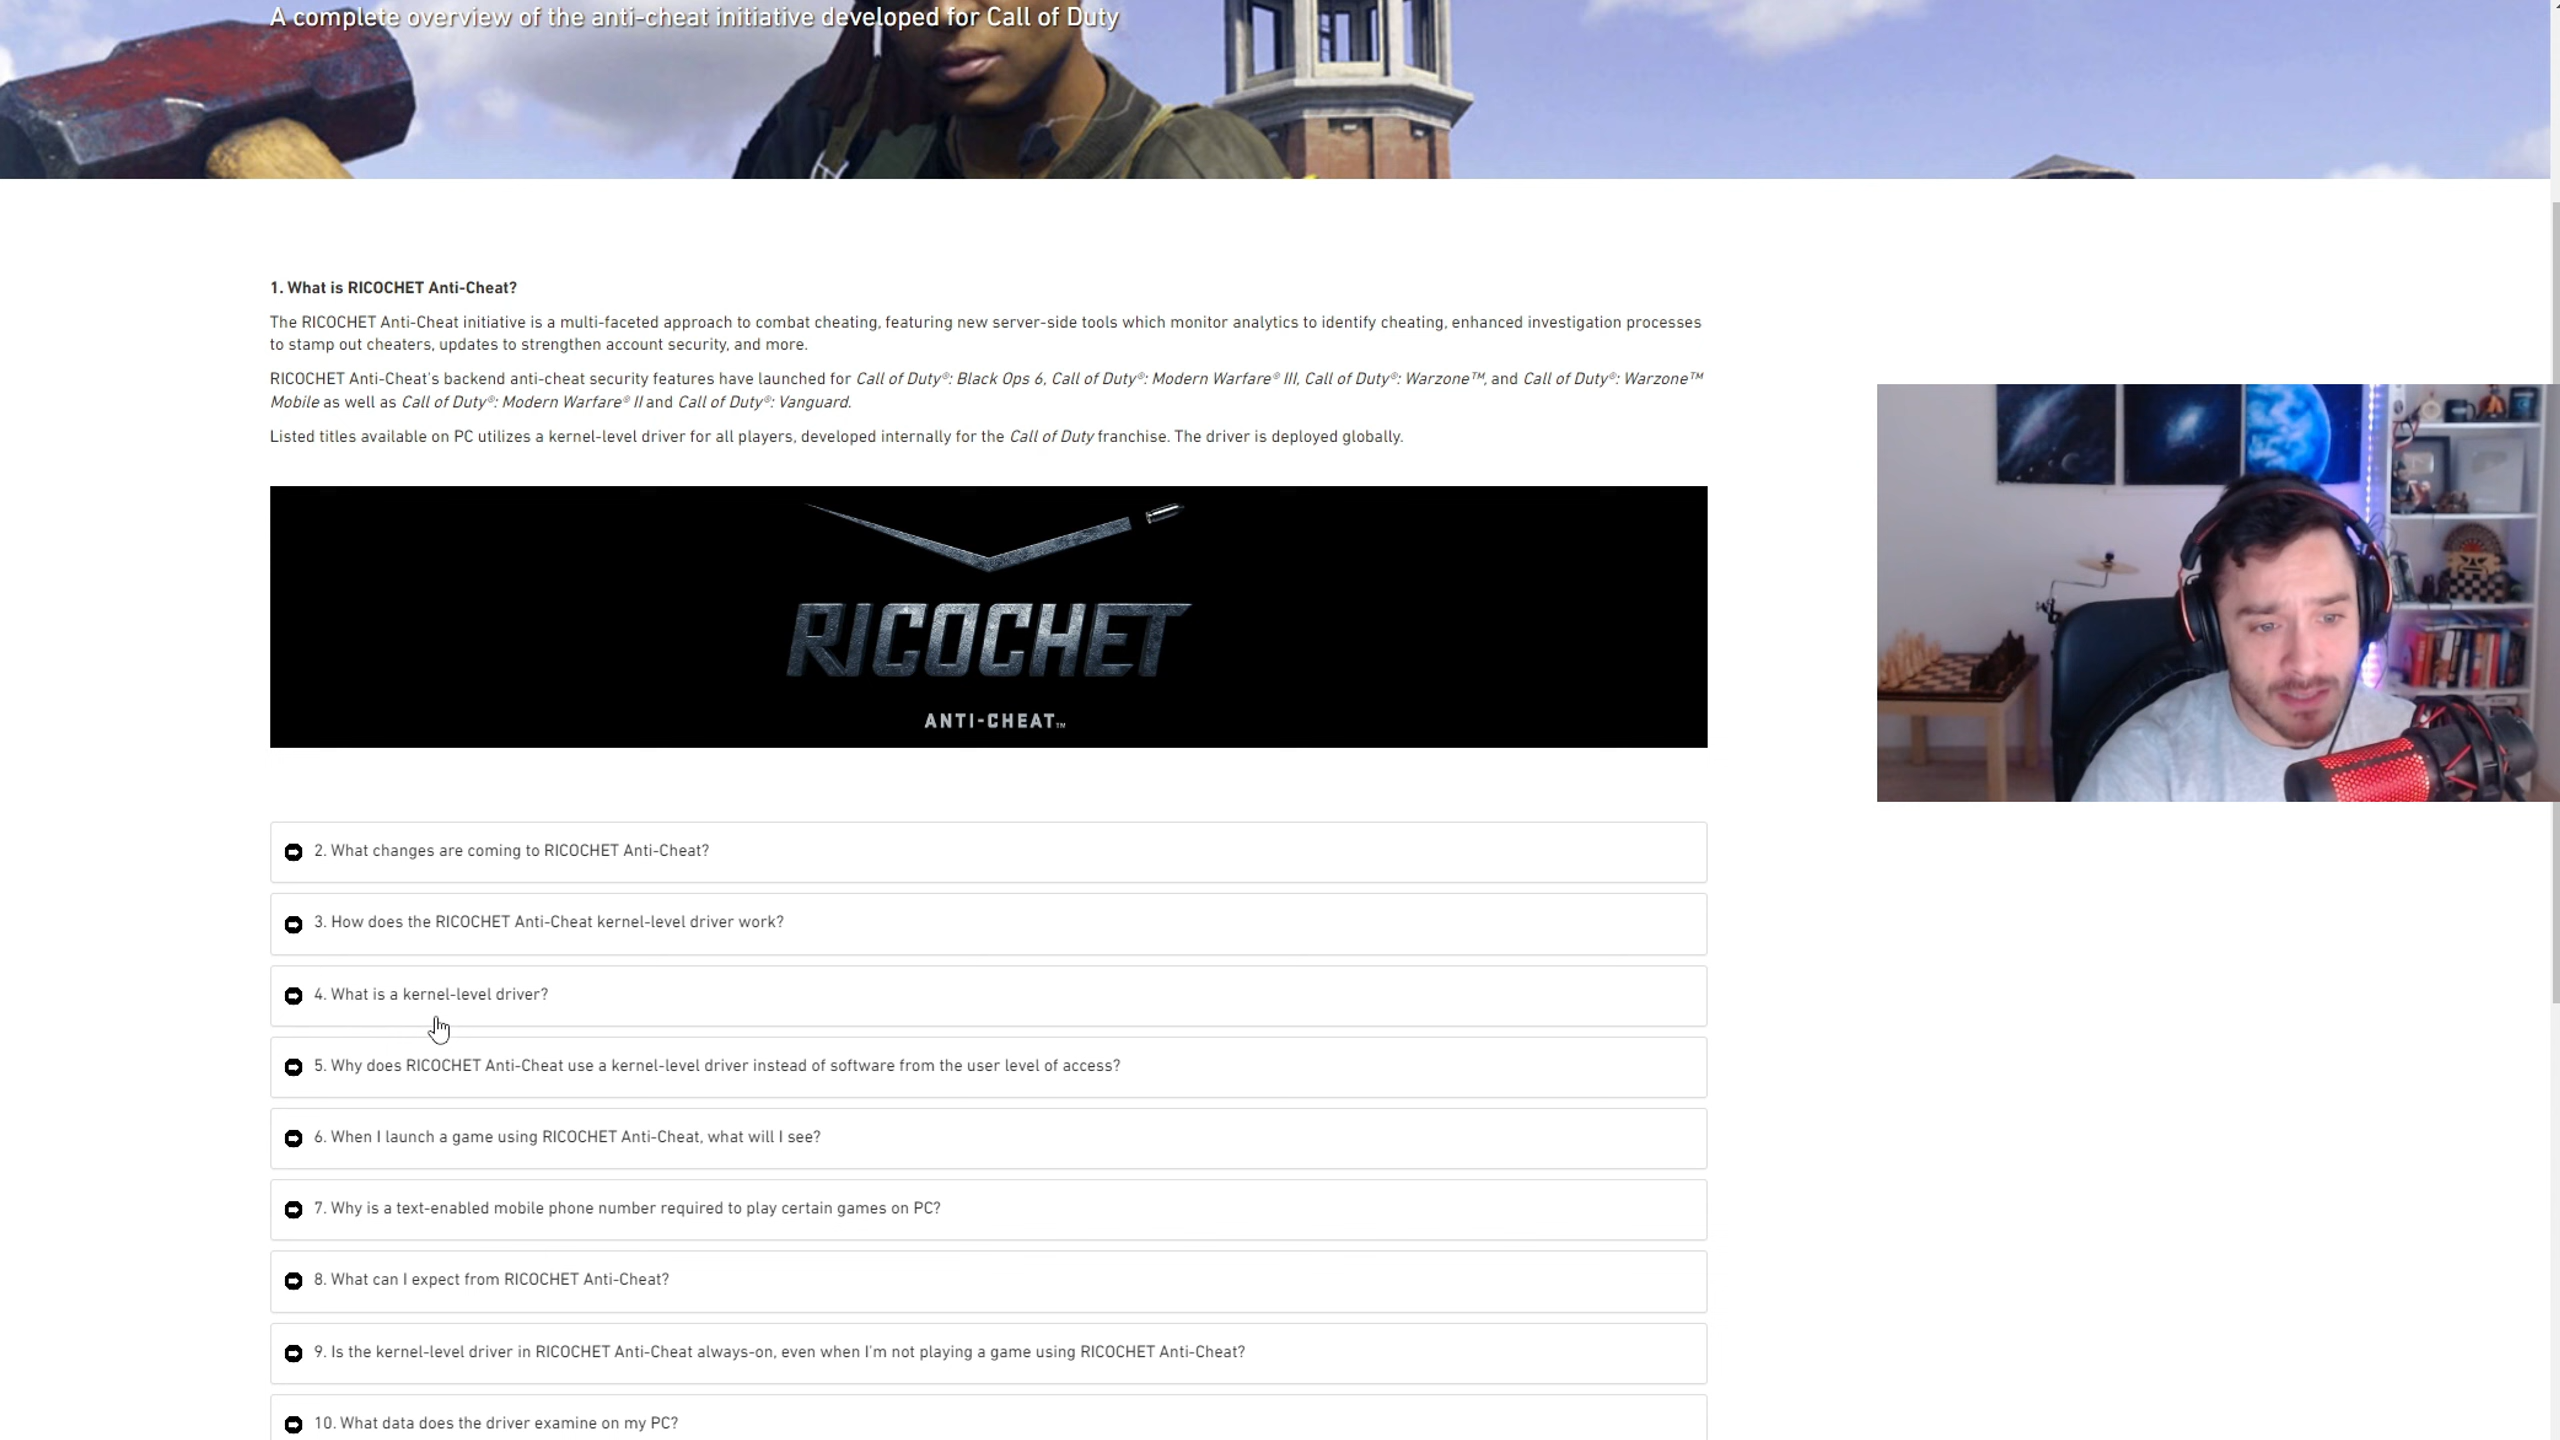 A complete overview of the anti-cheat initiative developed for Call of Duty
1. What is RICOCHET Anti-Cheat?
The RICOCHET Anti-Cheat initiative is a multi-faceted approach to combat cheating, featuring new server-side tools which monitor analytics to identify cheating, enhanced investigation processes
to stamp out cheaters, updates to strengthen account security, and more.
RICOCHET Anti-Cheat's backend anti-cheat security features have launched for Call of Duty®: Black Ops 6, Call of Duty®: Modern Warfare® III, Call of Duty®: Warzone™, and Call of Duty®: Warzone™
Mobile as well as Call of Duty®: Modern Warfare® II and Call of Duty®: Vanguard.
Listed titles available on PC utilizes a kernel-level driver for all players, developed internally for the Call of Duty franchise. The driver is deployed globally.
RICOCHET
ANTI-CHEAT™
2. What changes are coming to RICOCHET Anti-Cheat?
3. How does the RICOCHET Anti-Cheat kernel-level driver work?
4. What is a kernel-level driver?
5. Why does RICOCHET Anti-Cheat use a kernel-level driver instead of software from the user level of access?
6. When I launch a game using RICOCHET Anti-Cheat, what will I see?
7. Why is a text-enabled mobile phone number required to play certain games on PC?
8. What can I expect from RICOCHET Anti-Cheat?
9. Is the kernel-level driver in RICOCHET Anti-Cheat always-on, even when I'm not playing a game using RICOCHET Anti-Cheat?
10. What data does the driver examine on my PC?